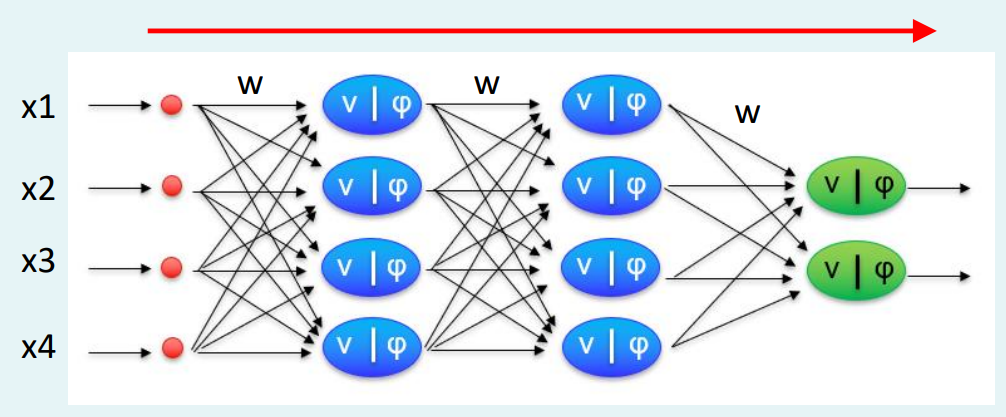 w w w
x1 v | φ v | φ
x2 v | φ v | φ v | φ
x3 v | φ v | φ v | φ
x4 v | φ v | φ